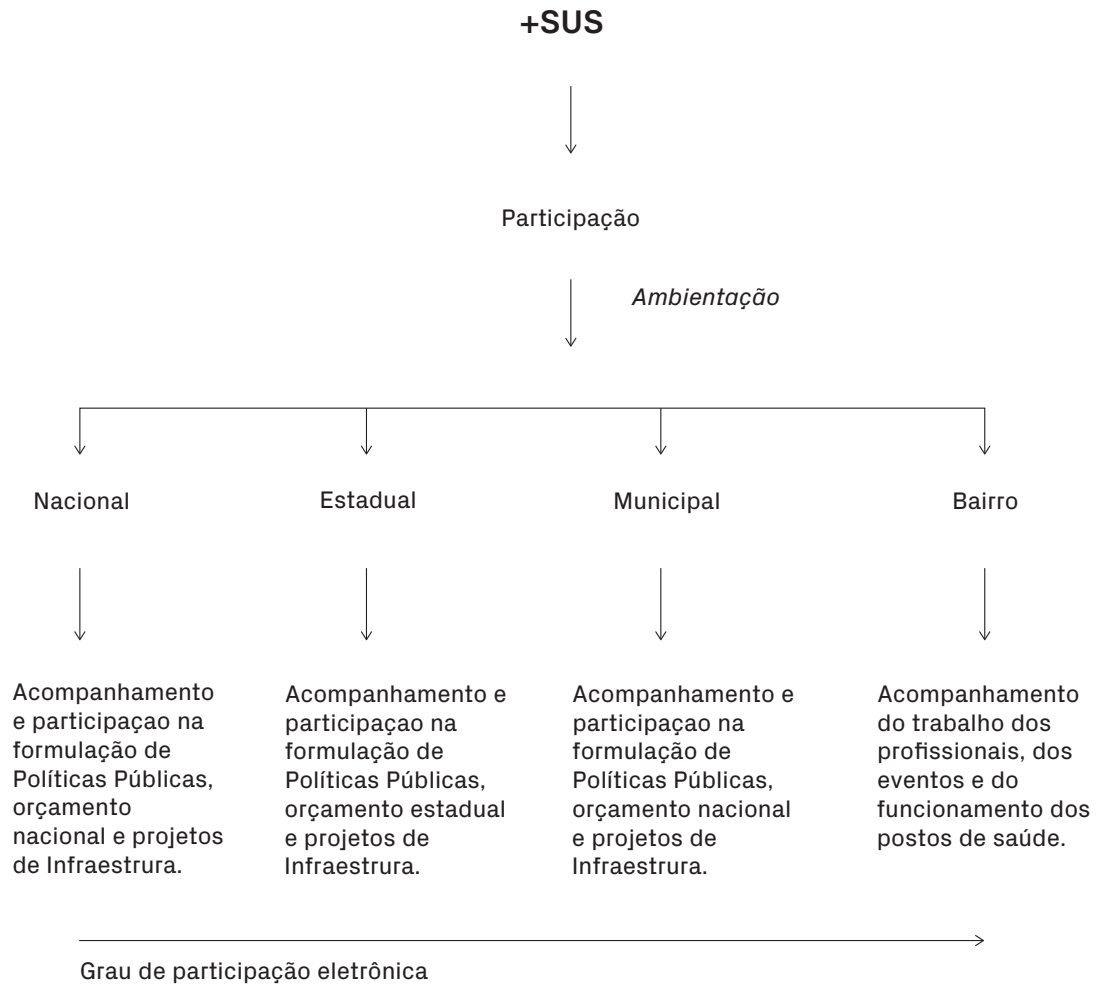 +SUS
Participação
Ambientação
Nacional
Estadual
Municipal
Bairro
Acompanhamento
e participaçao na
formulação de
Políticas Públicas,
orçamento
nacional e projetos
de Infraestrura.
Acompanhamento e
participaçao na
formulação de
Políticas Públicas,
orçamento estadual
e projetos de
Infraestrura.
Acompanhamento e
participaçao na
formulação de
Políticas Públicas,
orçamento nacional
e projetos de
Infraestrura.
Acompanhamento
do trabalho dos
profissionais, dos
eventos e do
funcionamento dos
postos de saúde.
Grau de participação eletrônica